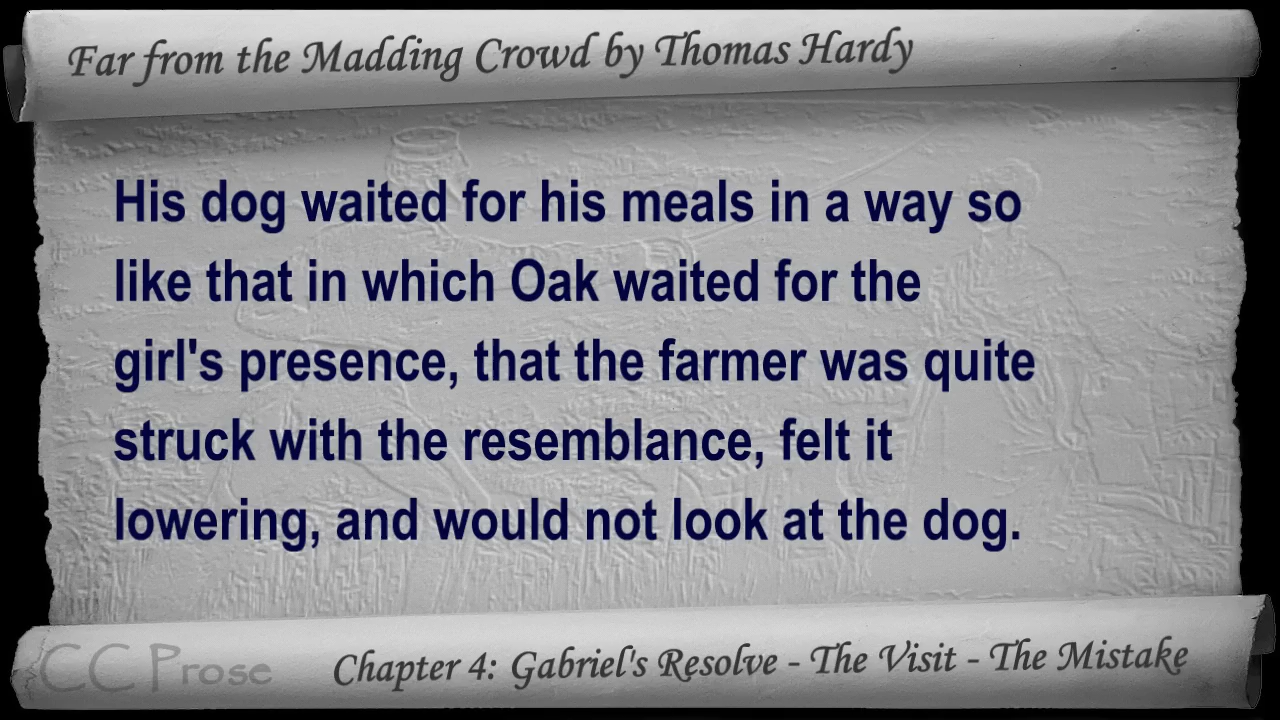 Far from the Madding Crowd by Thomas Hardy
His dog waited for his meals in a way so
like that in which Oak waited for the
girl's presence, that the farmer was quite
struck with the resemblance, felt it
lowering, and would not look at the dog.
CC Prose
Chapter 4: Gabriel's Resolve - The Visit - The Mistake